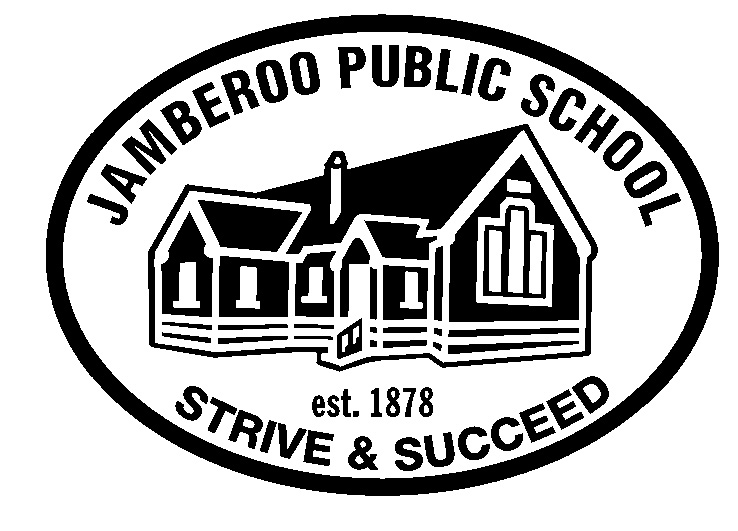 JAMBEROO PUBLIC SCHOOL
est. 1878
STRIVE & SUCCEED